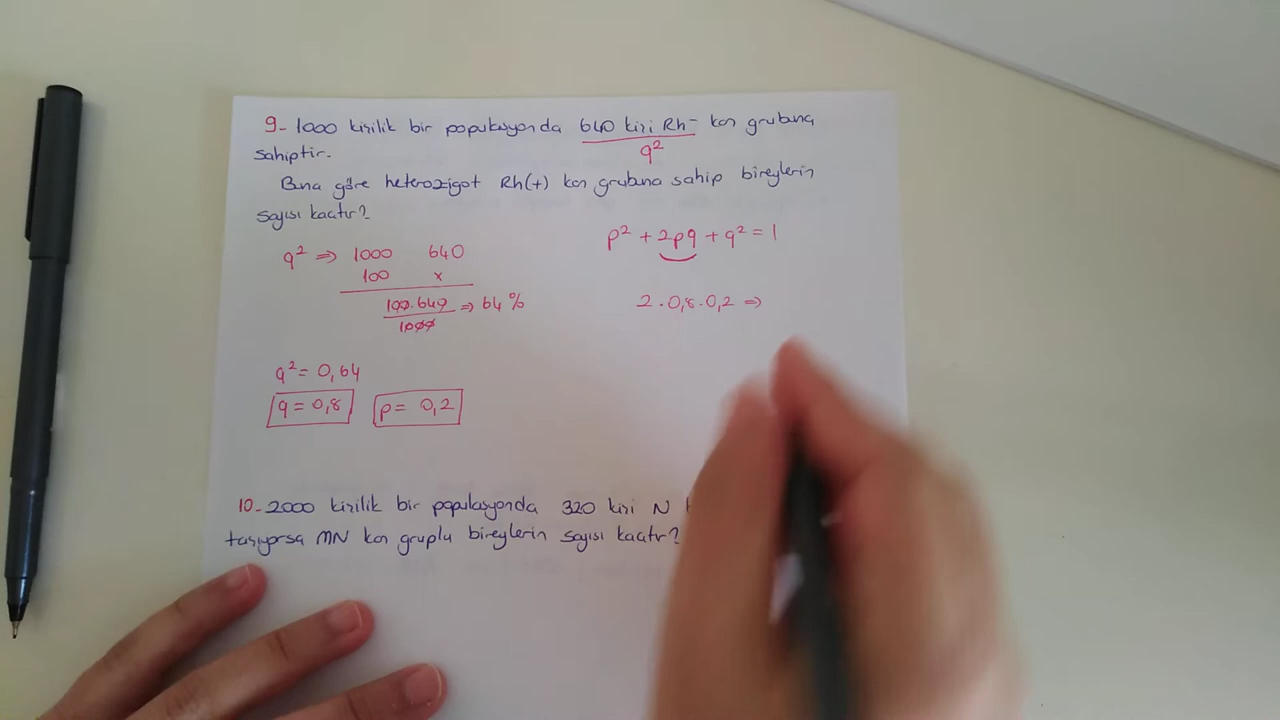 9- 1000 kişilik bir populasyonda 640 kişi Rh⁻ kan grubuna
q²
sahiptir.
Buna göre heterozigot Rh(+) kan grubuna sahip bireylerin
sayısı kaçtır?
p² + 2pq + q² = 1
q² ⇒ 1000 640
100 x
100.640 ⇒ 64 %
1000
2.0,8.0,2 ⇒
q² = 0,64
q = 0,8 p = 0,2
10- 2000 kişilik bir populasyonda 320 kişi N
taşıyorsa MN kan gruplu bireylerin sayısı kaçtır?